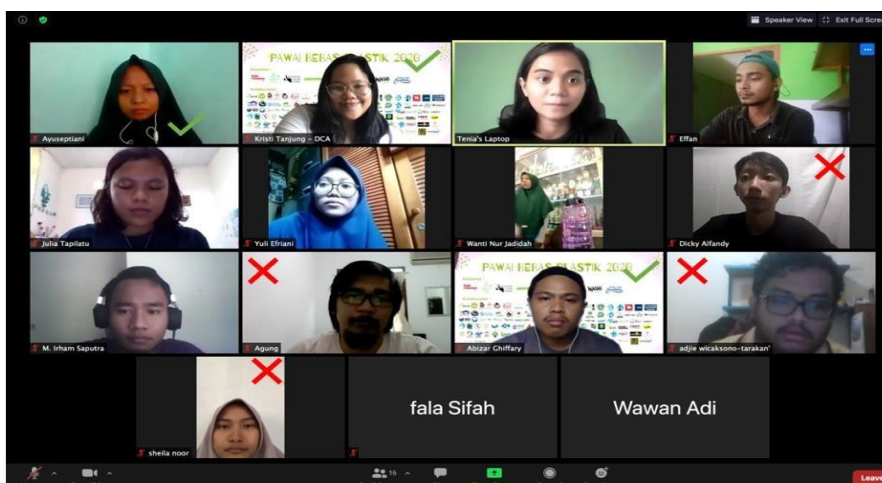 Speaker View
Exit Full Scree
PAWAI BEBAS PLASTIK 2020
Ayuseptiani
Kristi Tanjung - DCA
Tenia's Laptop
Effan
Julia Tapilatu
Yuli Efriani
Wanti Nur Jadidah
Dicky Alfandy
PAWAI BEBAS PLASTIK 2020
M. Irham Saputra
Agung
Abizar Ghiffary
adjie wicaksono-tarakan'
sheila noor
fala Sifah
Wawan Adi
15
Leave